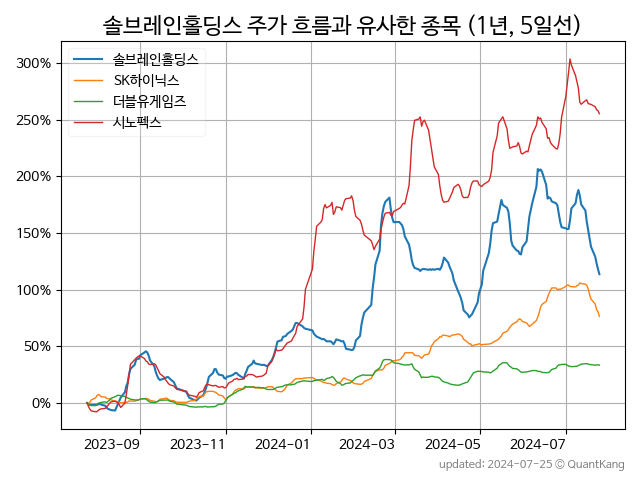 솔브레인홀딩스 주가 흐름과 유사한 종목 (1년, 5일선)
솔브레인홀딩스
SK하이닉스
더블유게임즈
시노펙스
300%
250%
200%
150%
100%
50%
0%
2023-09 2023-11 2024-01 2024-03 2024-05 2024-07
updated: 2024-07-25 © QuantKang